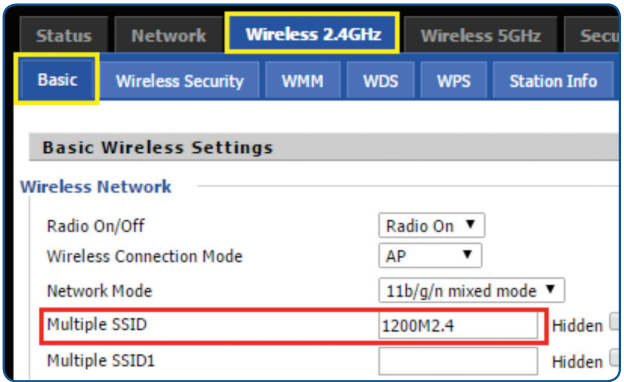 Status Network Wireless 2.4GHz Wireless 5GHz Secu
Basic Wireless Security WMM WDS WPS Station Info
Basic Wireless Settings
Wireless Network
Radio On/Off Radio On ▼
Wireless Connection Mode AP ▼
Network Mode 11b/g/n mixed mode ▼
Multiple SSID 1200M2.4 Hidden
Multiple SSID1 Hidden